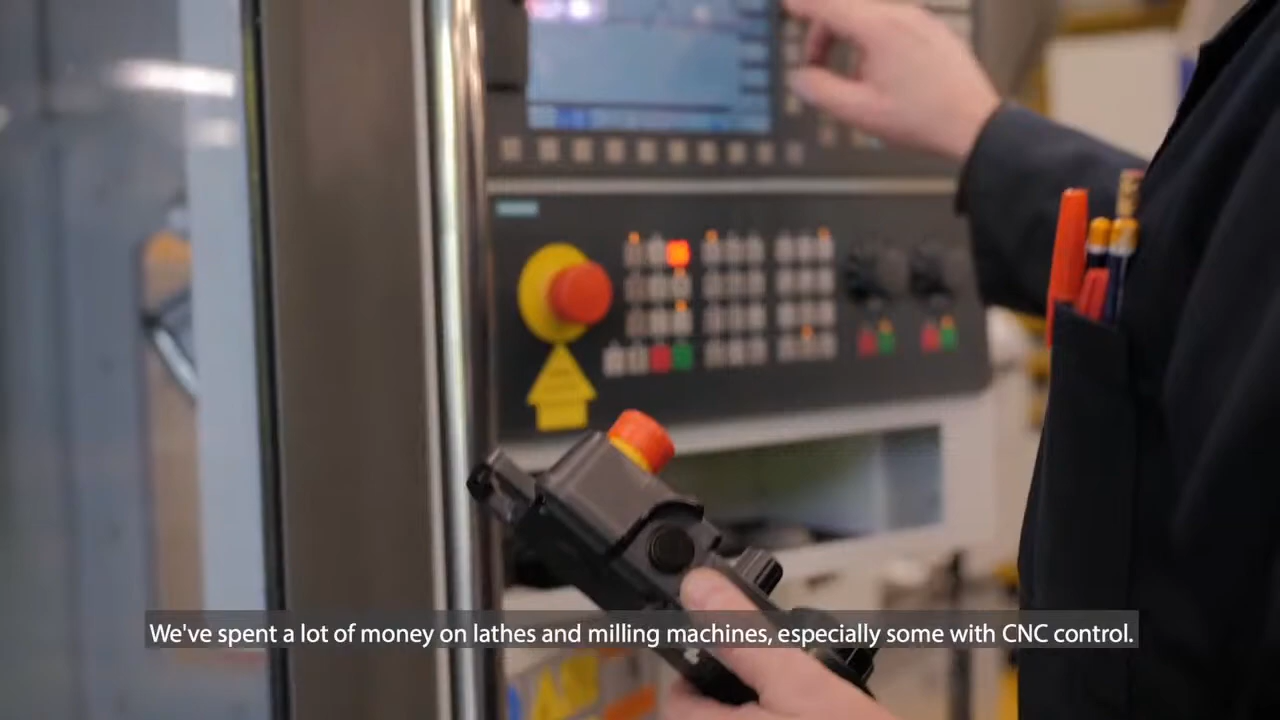 We've spent a lot of money on lathes and milling machines, especially some with CNC control.